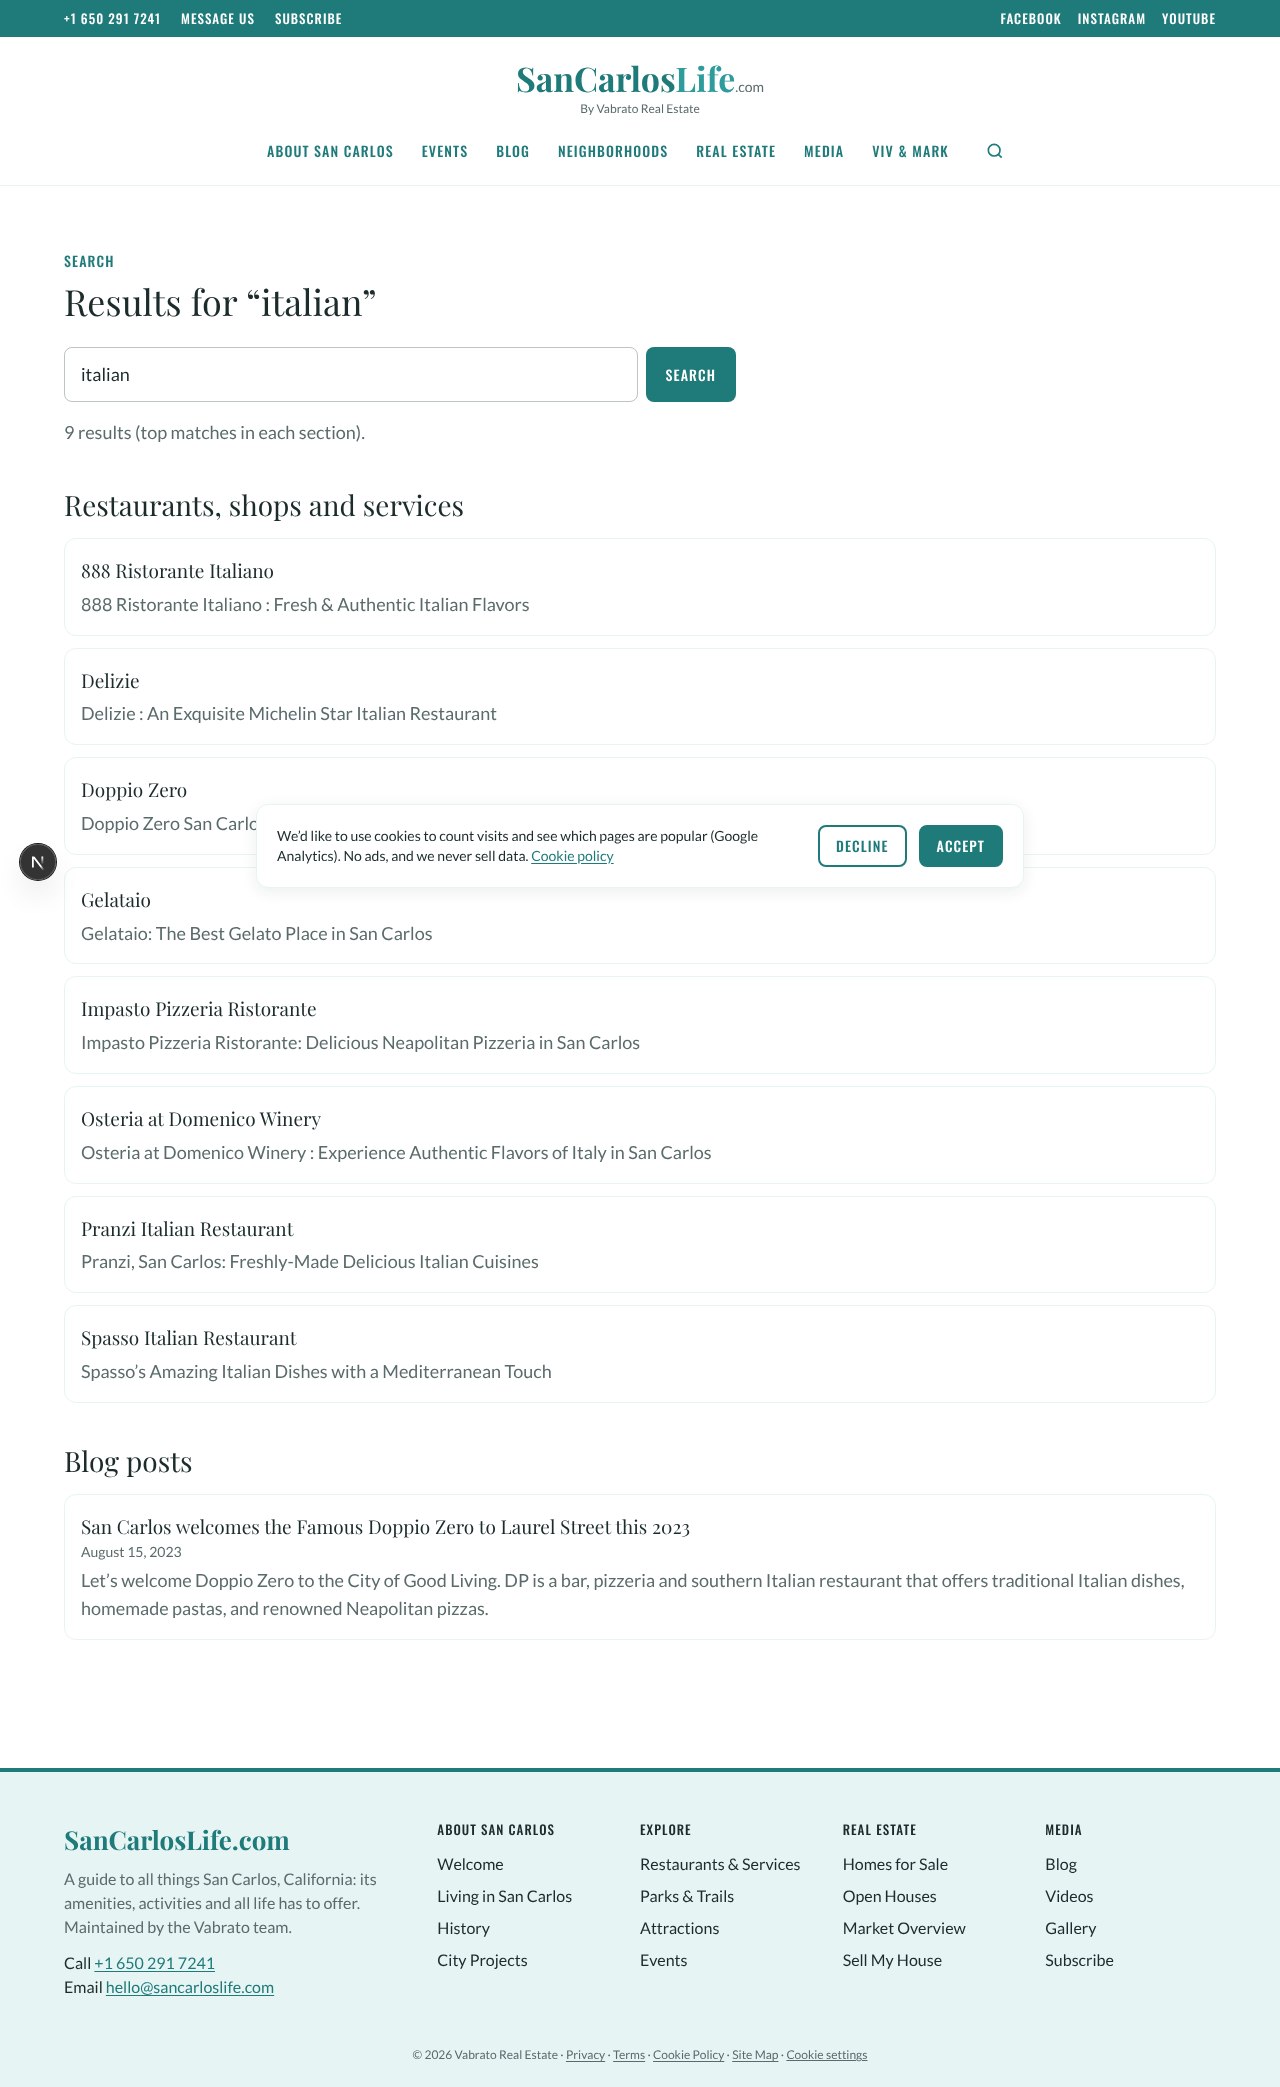 +1 650 291 7241 MESSAGE US SUBSCRIBE FACEBOOK INSTAGRAM YOUTUBE
SanCarlosLife.com
By Vabrato Real Estate
ABOUT SAN CARLOS EVENTS BLOG NEIGHBORHOODS REAL ESTATE MEDIA VIV & MARK
SEARCH
Results for “italian”
italian SEARCH
9 results (top matches in each section).
Restaurants, shops and services
888 Ristorante Italiano
888 Ristorante Italiano : Fresh & Authentic Italian Flavors
Delizie
Delizie : An Exquisite Michelin Star Italian Restaurant
Doppio Zero
Doppio Zero San Carlo
We’d like to use cookies to count visits and see which pages are popular (Google
Analytics). No ads, and we never sell data. Cookie policy
DECLINE ACCEPT
N
Gelataio
Gelataio: The Best Gelato Place in San Carlos
Impasto Pizzeria Ristorante
Impasto Pizzeria Ristorante: Delicious Neapolitan Pizzeria in San Carlos
Osteria at Domenico Winery
Osteria at Domenico Winery : Experience Authentic Flavors of Italy in San Carlos
Pranzi Italian Restaurant
Pranzi, San Carlos: Freshly-Made Delicious Italian Cuisines
Spasso Italian Restaurant
Spasso’s Amazing Italian Dishes with a Mediterranean Touch
Blog posts
San Carlos welcomes the Famous Doppio Zero to Laurel Street this 2023
August 15, 2023
Let’s welcome Doppio Zero to the City of Good Living. DP is a bar, pizzeria and southern Italian restaurant that offers traditional Italian dishes,
homemade pastas, and renowned Neapolitan pizzas.
SanCarlosLife.com
A guide to all things San Carlos, California: its
amenities, activities and all life has to offer.
Maintained by the Vabrato team.
Call +1 650 291 7241
Email hello@sancarloslife.com
ABOUT SAN CARLOS
Welcome
Living in San Carlos
History
City Projects
EXPLORE
Restaurants & Services
Parks & Trails
Attractions
Events
REAL ESTATE
Homes for Sale
Open Houses
Market Overview
Sell My House
MEDIA
Blog
Videos
Gallery
Subscribe
© 2026 Vabrato Real Estate · Privacy · Terms · Cookie Policy · Site Map · Cookie settings